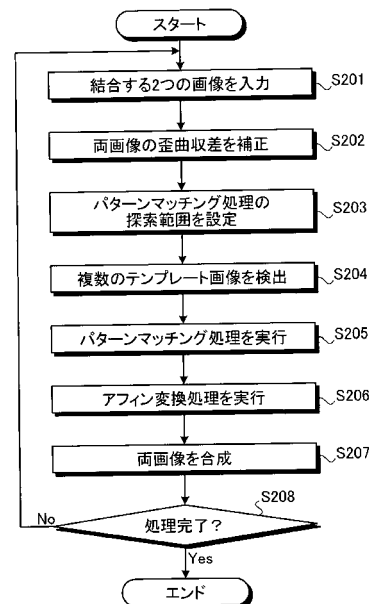 スタート
結合する2つの画像を入力
S201
両画像の歪曲収差を補正
S202
パターンマッチング処理の
探索範囲を設定
S203
複数のテンプレート画像を検出
S204
パターンマッチング処理を実行
S205
アフィン変換処理を実行
S206
両画像を合成
S207
S208
処理完了?
No
Yes
エンド